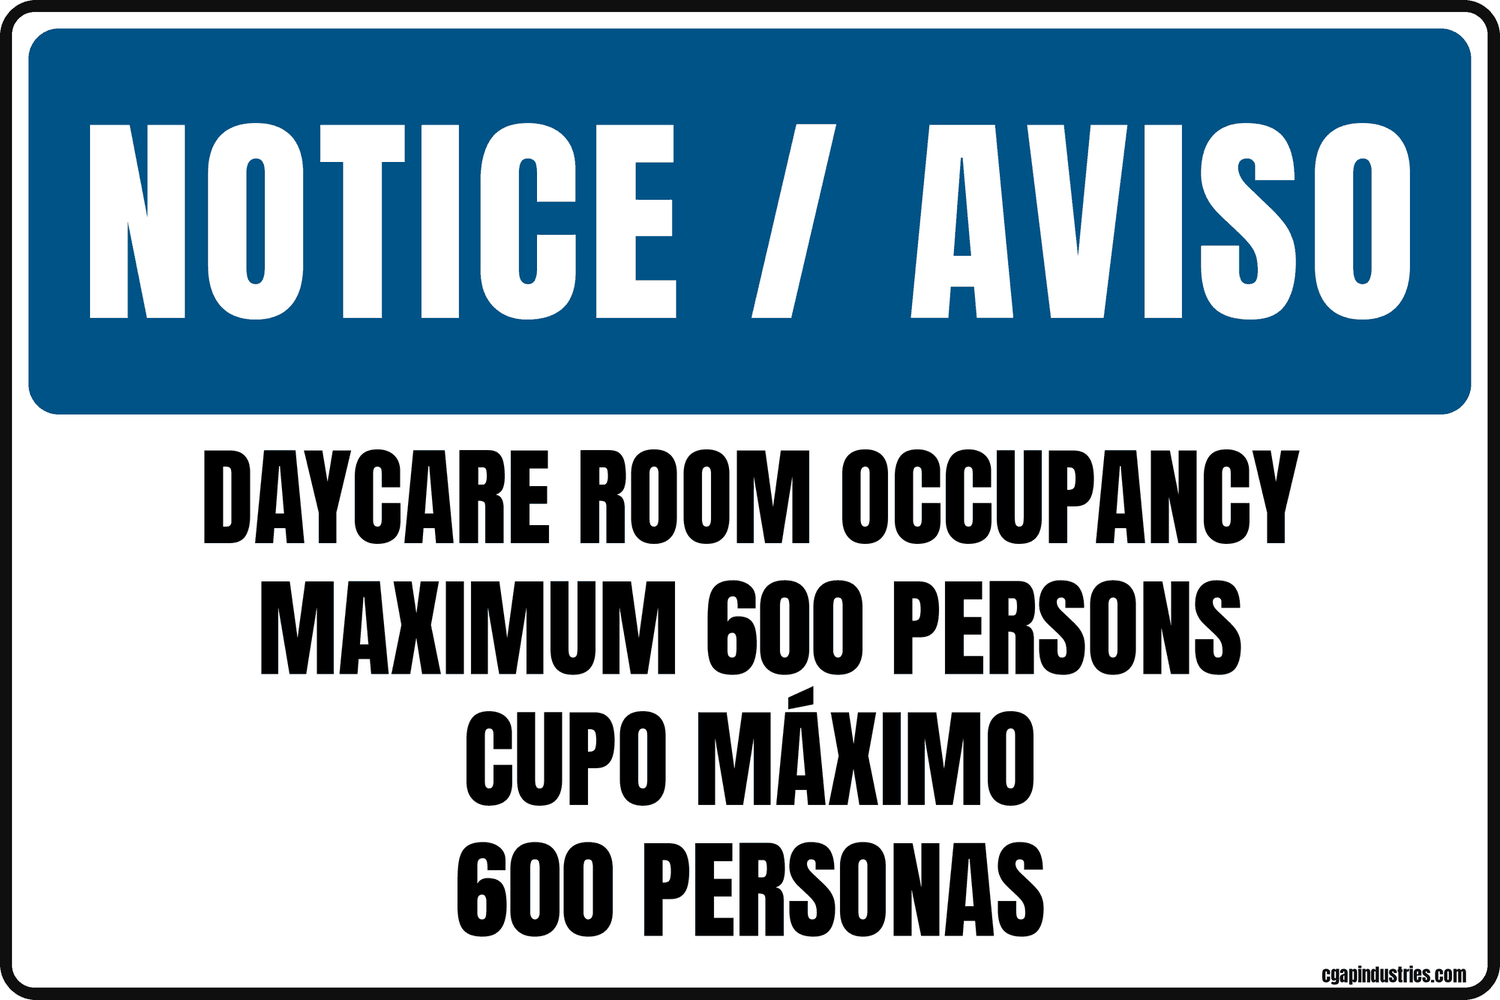 NOTICE / AVISO
DAYCARE ROOM OCCUPANCY
MAXIMUM 600 PERSONS
CUPO MÁXIMO
600 PERSONAS
cgapindustries.com